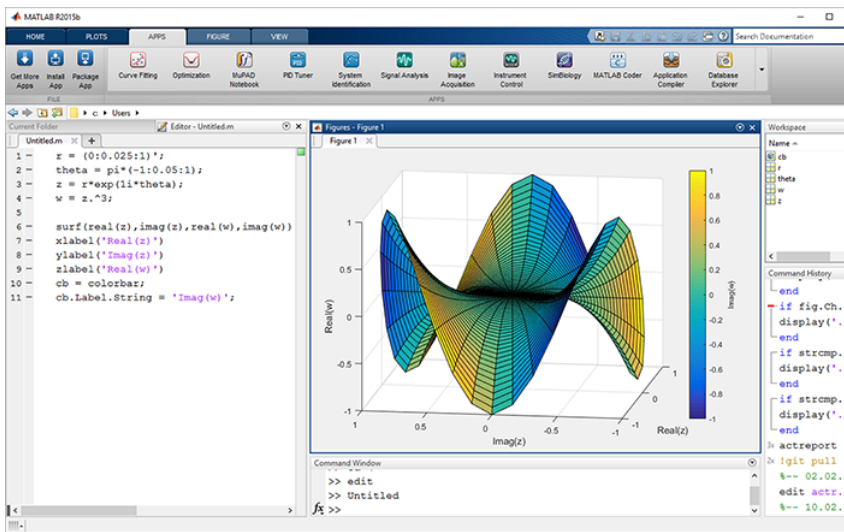 MATLAB R2015b
HOME PLOTS APPS FIGURE VIEW
Search Documentation
Get More Apps
Install App
Package App
Curve Fitting
Optimization
MuPAD Notebook
PID Tuner
System Identification
Signal Analysis
Image Acquisition
Instrument Control
SimBiology
MATLAB Coder
Application Compiler
Database Explorer
FILE
APPS
c: Users
Current Folder
Editor - Untitled.m
Untitled.m
1 - r = (0:0.025:1)';
2 - theta = pi*(-1:0.05:1);
3 - z = r*exp(1i*theta);
4 - w = z.^3;
5
6 - surf(real(z),imag(z),real(w),imag(w))
7 - xlabel('Real(z)')
8 - ylabel('Imag(z)')
9 - zlabel('Real(w)')
10 - cb = colorbar;
11 - cb.Label.String = 'Imag(w)';
Figures - Figure 1
Figure 1
1
0.5
0
-0.5
-1
Real(w)
1
0.5
0
-0.5
-1
Imag(z)
1
0
-1
Real(z)
1
0.8
0.6
0.4
0.2
0
-0.2
-0.4
-0.6
-0.8
-1
Imag(w)
Command Window
>> edit
>> Untitled
fx >>
Workspace
Name
cb
r
theta
w
z
Command History
end
if fig.Ch.
display('.
end
if strcmp.
display('.
end
if strcmp.
display('.
end
3x actreport
2x !git pull
%-- 02.02.
edit actr.
%-- 10.02.